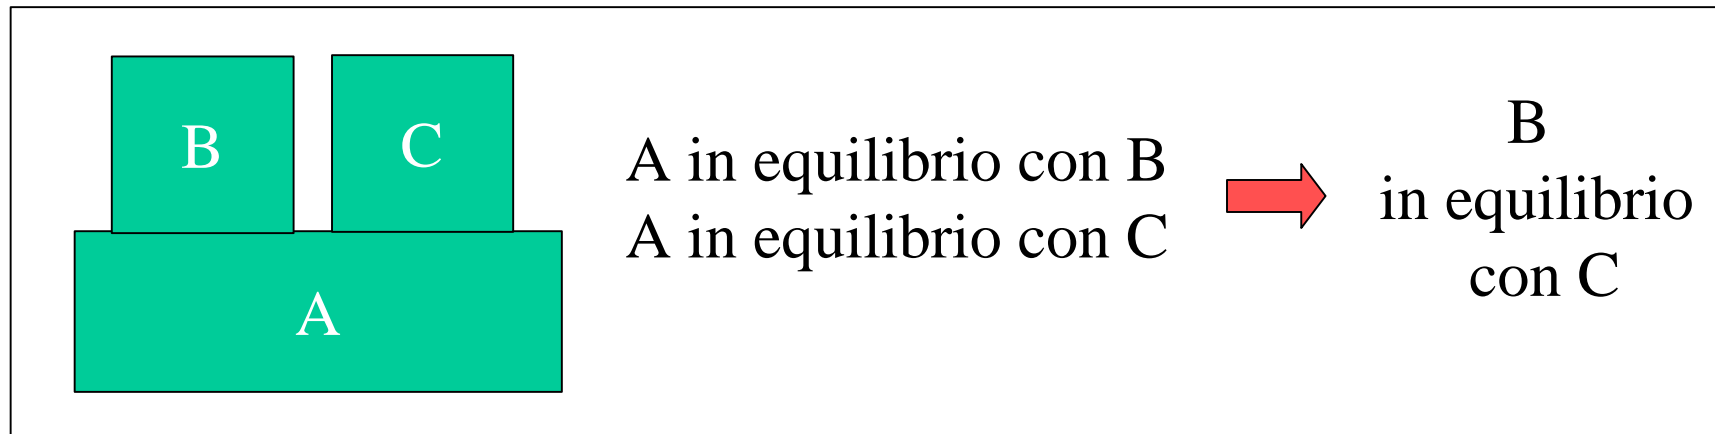 B
C
A
A in equilibrio con B
A in equilibrio con C
B
in equilibrio
con C